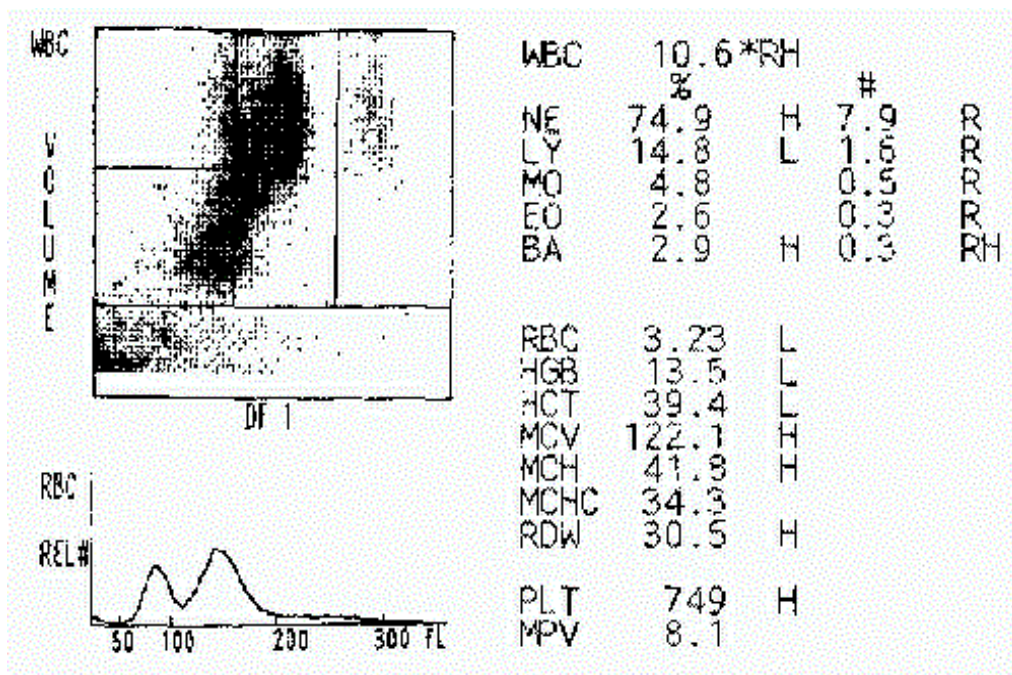 WBC
VOLUME
DF 1
RBC
REL#
50 100 200 300 FL
WBC 10.6*RH
% #
NE 74.9 H 7.9 R
LY 14.8 L 1.6 R
MO 4.8 0.5 R
EO 2.6 0.3 R
BA 2.9 H 0.3 RH
RBC 3.23 L
HGB 13.5 L
HCT 39.4 L
MCV 122.1 H
MCH 41.8 H
MCHC 34.3
RDW 30.5 H
PLT 749 H
MPV 8.1